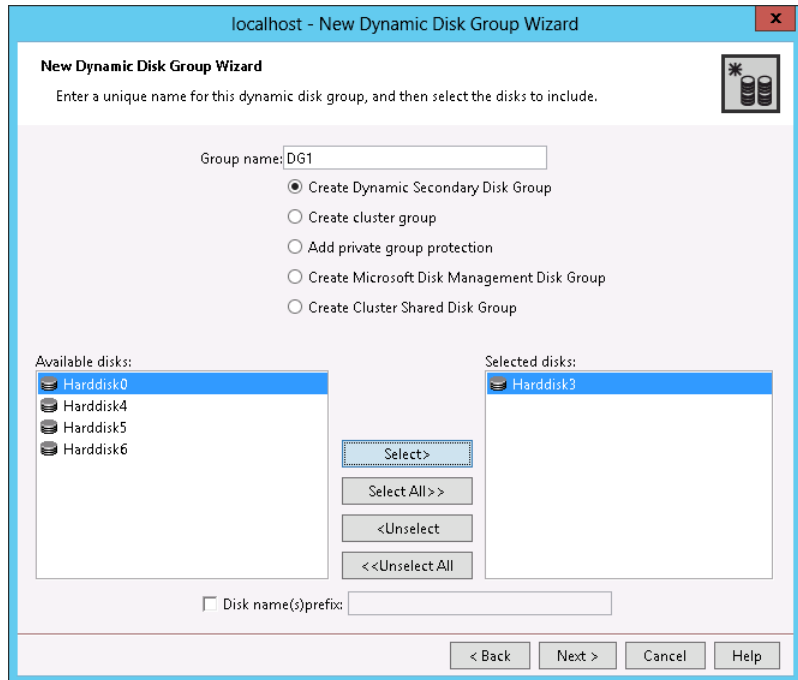 localhost - New Dynamic Disk Group Wizard
x
New Dynamic Disk Group Wizard
Enter a unique name for this dynamic disk group, and then select the disks to include.
Group name: DG1
Create Dynamic Secondary Disk Group
Create cluster group
Add private group protection
Create Microsoft Disk Management Disk Group
Create Cluster Shared Disk Group
Available disks:
Harddisk0
Harddisk4
Harddisk5
Harddisk6
Select>
Select All>>
<Unselect
<<Unselect All
Selected disks:
Harddisk3
Disk name(s)prefix:
< Back
Next >
Cancel
Help